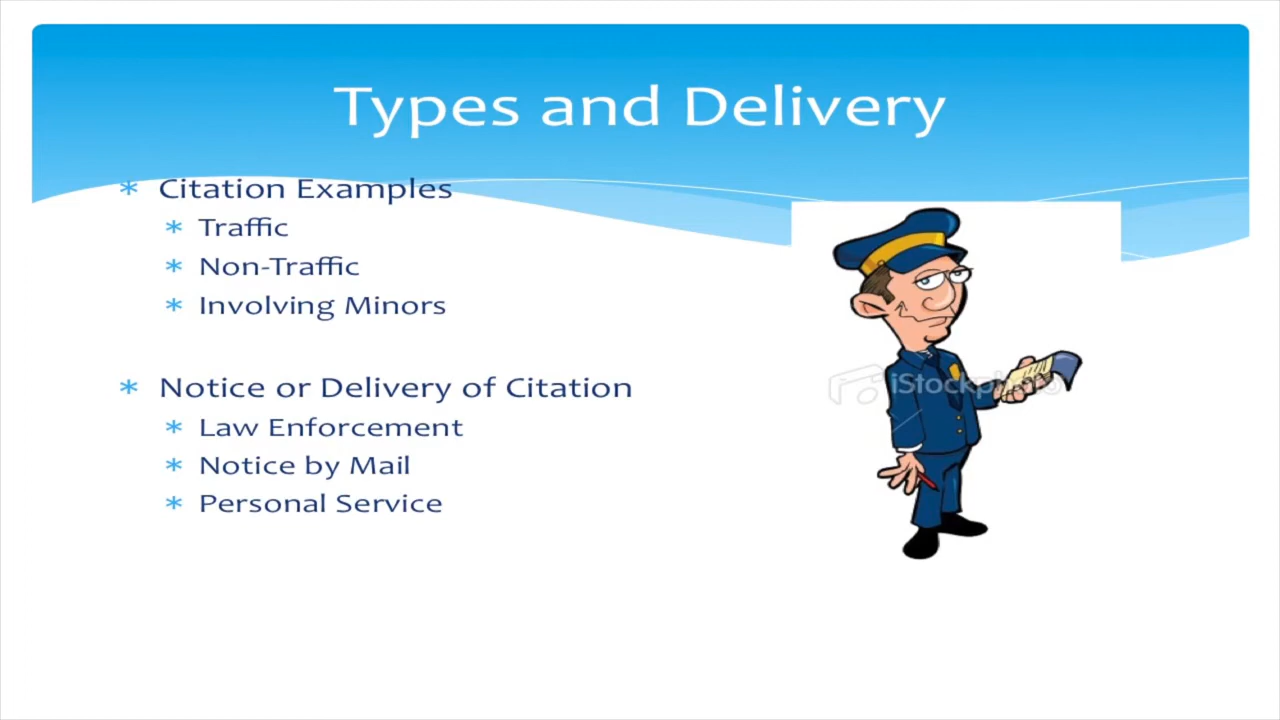 Types and Delivery
* Citation Examples
* Traffic
* Non-Traffic
* Involving Minors
* Notice or Delivery of Citation
* Law Enforcement
* Notice by Mail
* Personal Service
iStockphoto